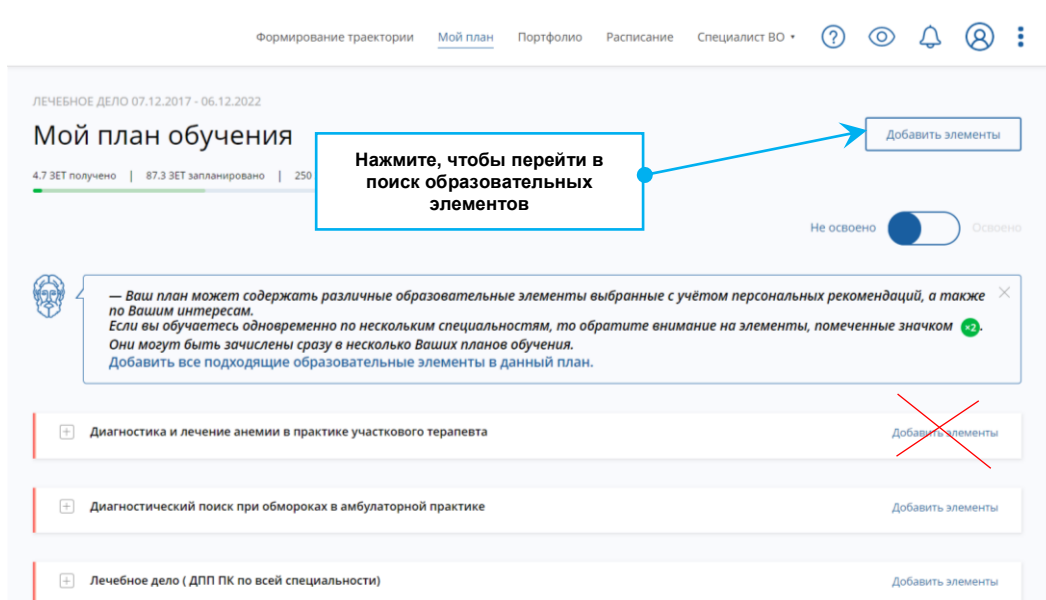 Формирование траектории Мой план Портфолио Расписание Специалист ВО
ЛЕЧЕБНОЕ ДЕЛО 07.12.2017 - 06.12.2022
Мой план обучения
Добавить элементы
Нажмите, чтобы перейти в
поиск образовательных
элементов
4.7 ЗЕТ получено | 87.3 ЗЕТ запланировано | 250
Не освоено Освоено
— Ваш план может содержать различные образовательные элементы выбранные с учётом персональных рекомендаций, а также
по Вашим интересам.
Если вы обучаетесь одновременно по нескольким специальностям, то обратите внимание на элементы, помеченные значком ×2.
Они могут быть зачислены сразу в несколько Ваших планов обучения.
Добавить все подходящие образовательные элементы в данный план.
Диагностика и лечение анемии в практике участкового терапевта Добавить элементы
Диагностический поиск при обмороках в амбулаторной практике Добавить элементы
Лечебное дело ( ДПП ПК по всей специальности) Добавить элементы